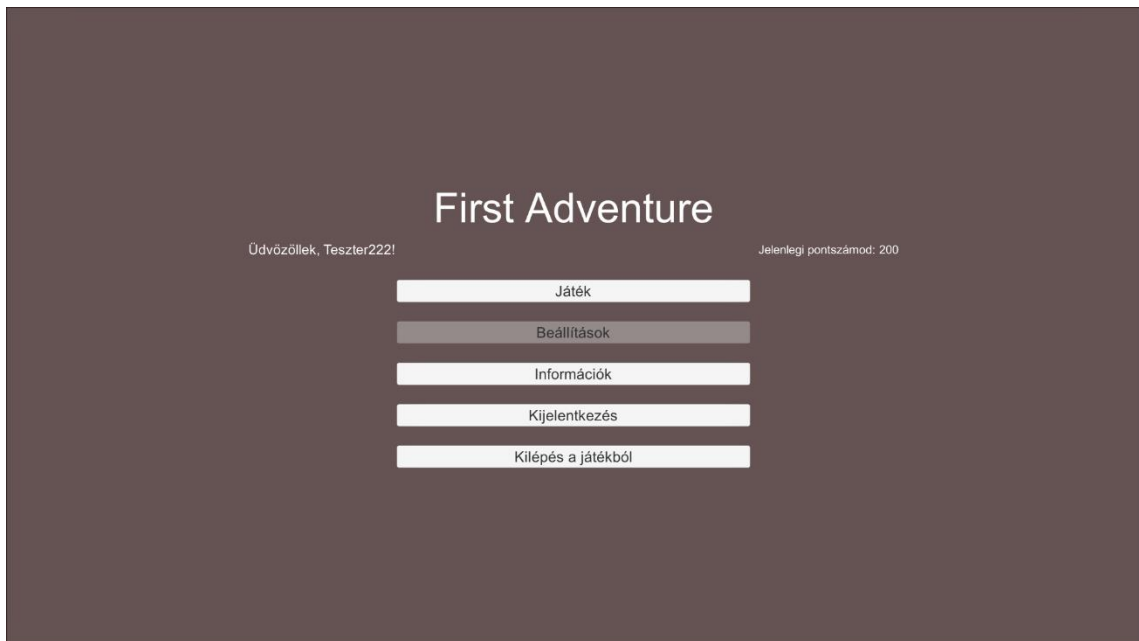 First Adventure
Üdvözöllek, Teszter222!
Jelenlegi pontszámod: 200
Játék
Beállítások
Információk
Kijelentkezés
Kilépés a játékból